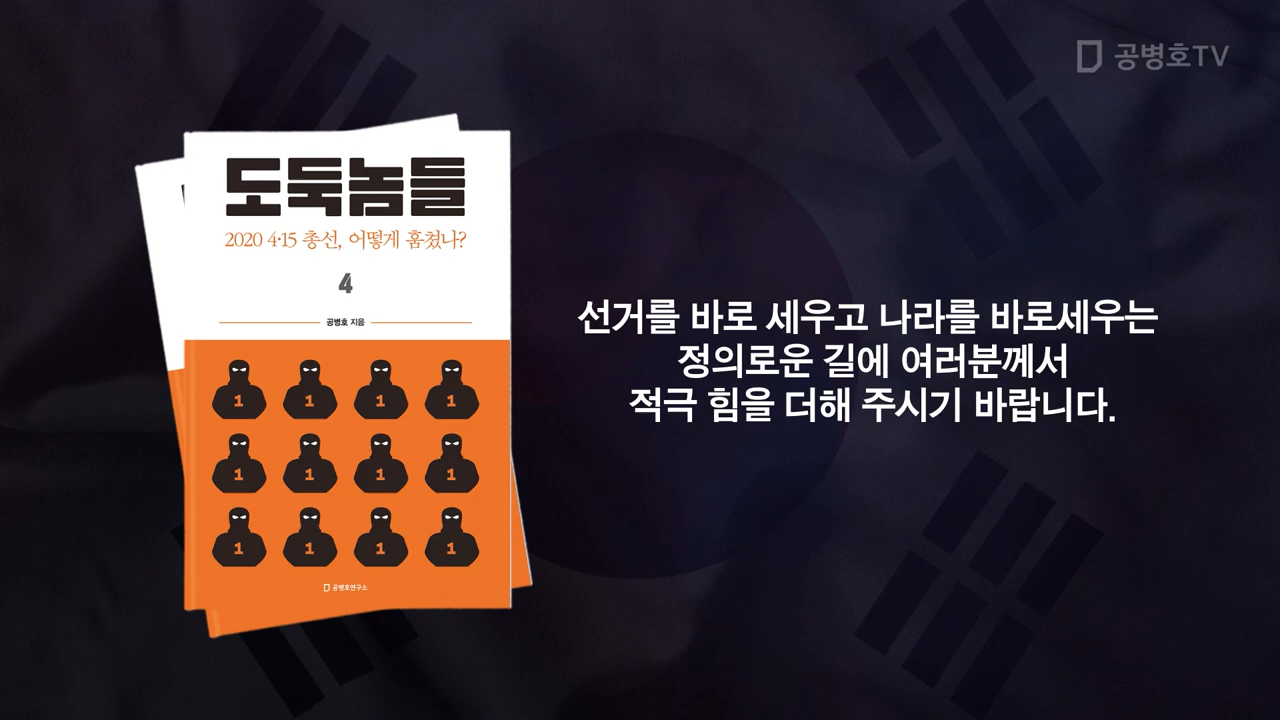 공병호TV
도둑놈들
2020 4·15 총선, 어떻게 훔쳤나?
4
공병호 지음
1 1 1 1
1 1 1 1
1 1 1 1
공병호연구소
선거를 바로 세우고 나라를 바로세우는
정의로운 길에 여러분께서
적극 힘을 더해 주시기 바랍니다.